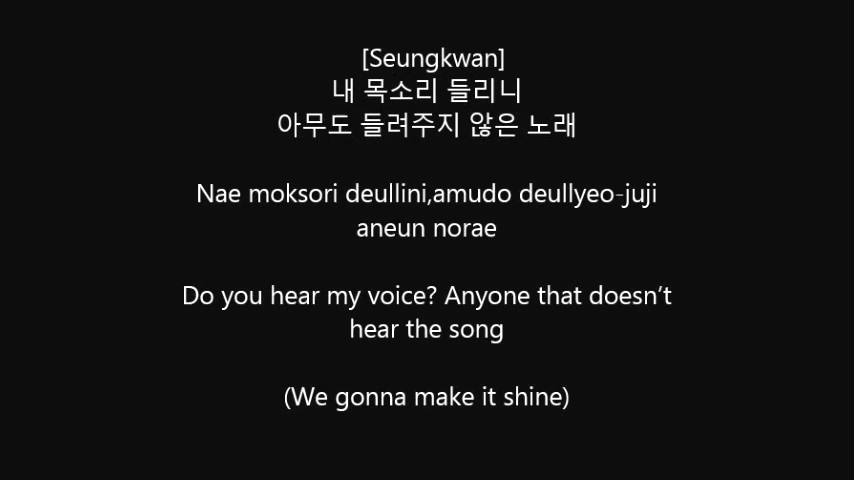 [Seungkwan]
내 목소리 들리니
아무도 들려주지 않은 노래
Nae moksori deullini,amudo deullyeo-juji
aneun norae
Do you hear my voice? Anyone that doesn’t
hear the song
(We gonna make it shine)